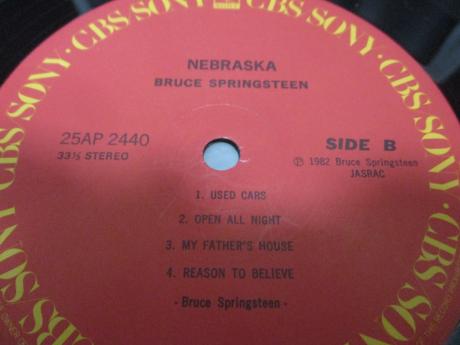 CBS/SONY · CBS SONY · CBS SONY · CBS SONY · CBS/SONY
NEBRASKA
BRUCE SPRINGSTEEN
25AP 2440
33⅓ STEREO
SIDE B
Ⓟ 1982 Bruce Springsteen
JASRAC
1. USED CARS
2. OPEN ALL NIGHT
3. MY FATHER'S HOUSE
4. REASON TO BELIEVE
- Bruce Springsteen -